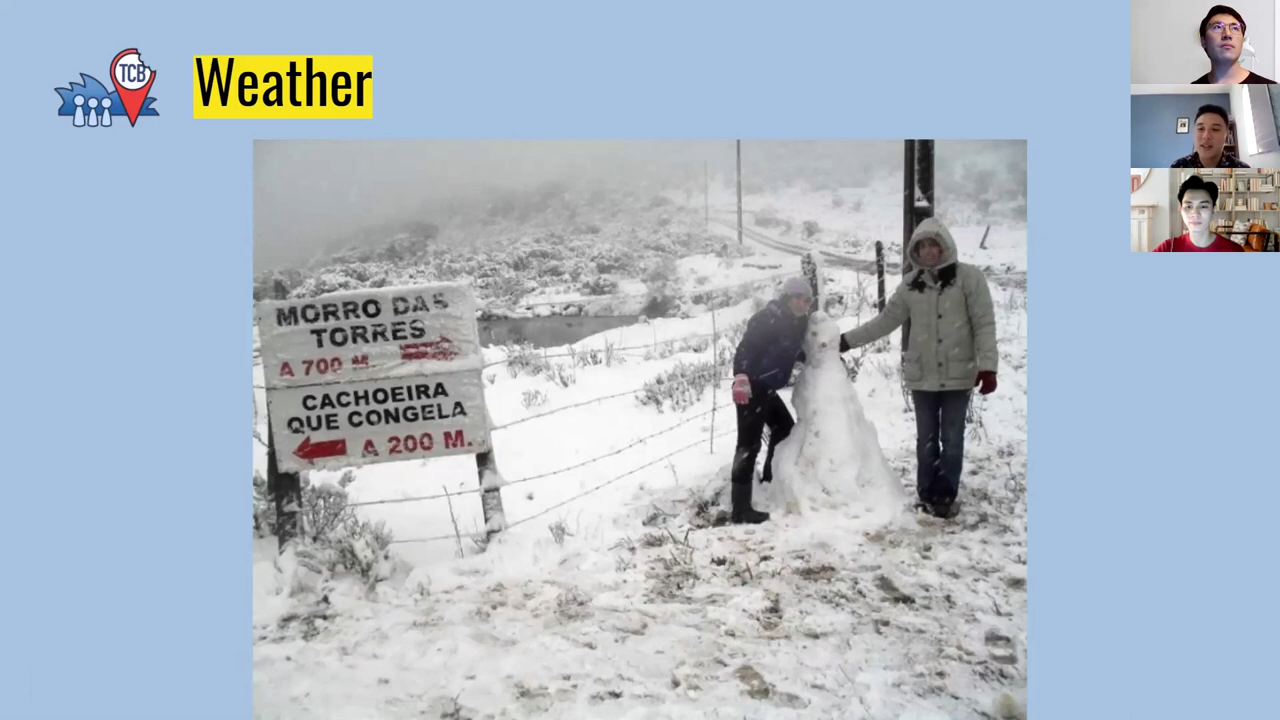 TCB
Weather
MORRO DAS
TORRES
A 700 M.
CACHOEIRA
QUE CONGELA
A 200 M.